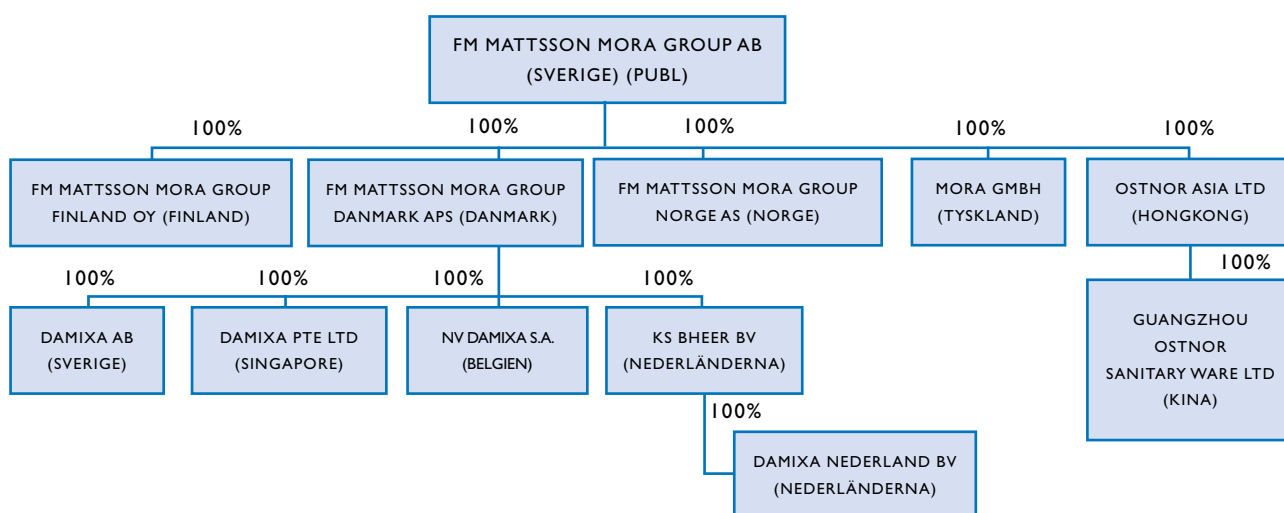 FM MATTSSON MORA GROUP AB
(SVERIGE) (PUBL)
100%
100%
100%
100%
100%
FM MATTSSON MORA GROUP
FINLAND OY (FINLAND)
FM MATTSSON MORA GROUP
DANMARK APS (DANMARK)
FM MATTSSON MORA GROUP
NORGE AS (NORGE)
MORA GMBH
(TYSKLAND)
OSTNOR ASIA LTD
(HONGKONG)
100%
100%
100%
100%
100%
DAMIXA AB
(SVERIGE)
DAMIXA PTE LTD
(SINGAPORE)
NV DAMIXA S.A.
(BELGIEN)
KS BHEER BV
(NEDERLÄNDERNA)
GUANGZHOU
OSTNOR
SANITARY WARE LTD
(KINA)
100%
DAMIXA NEDERLAND BV
(NEDERLÄNDERNA)